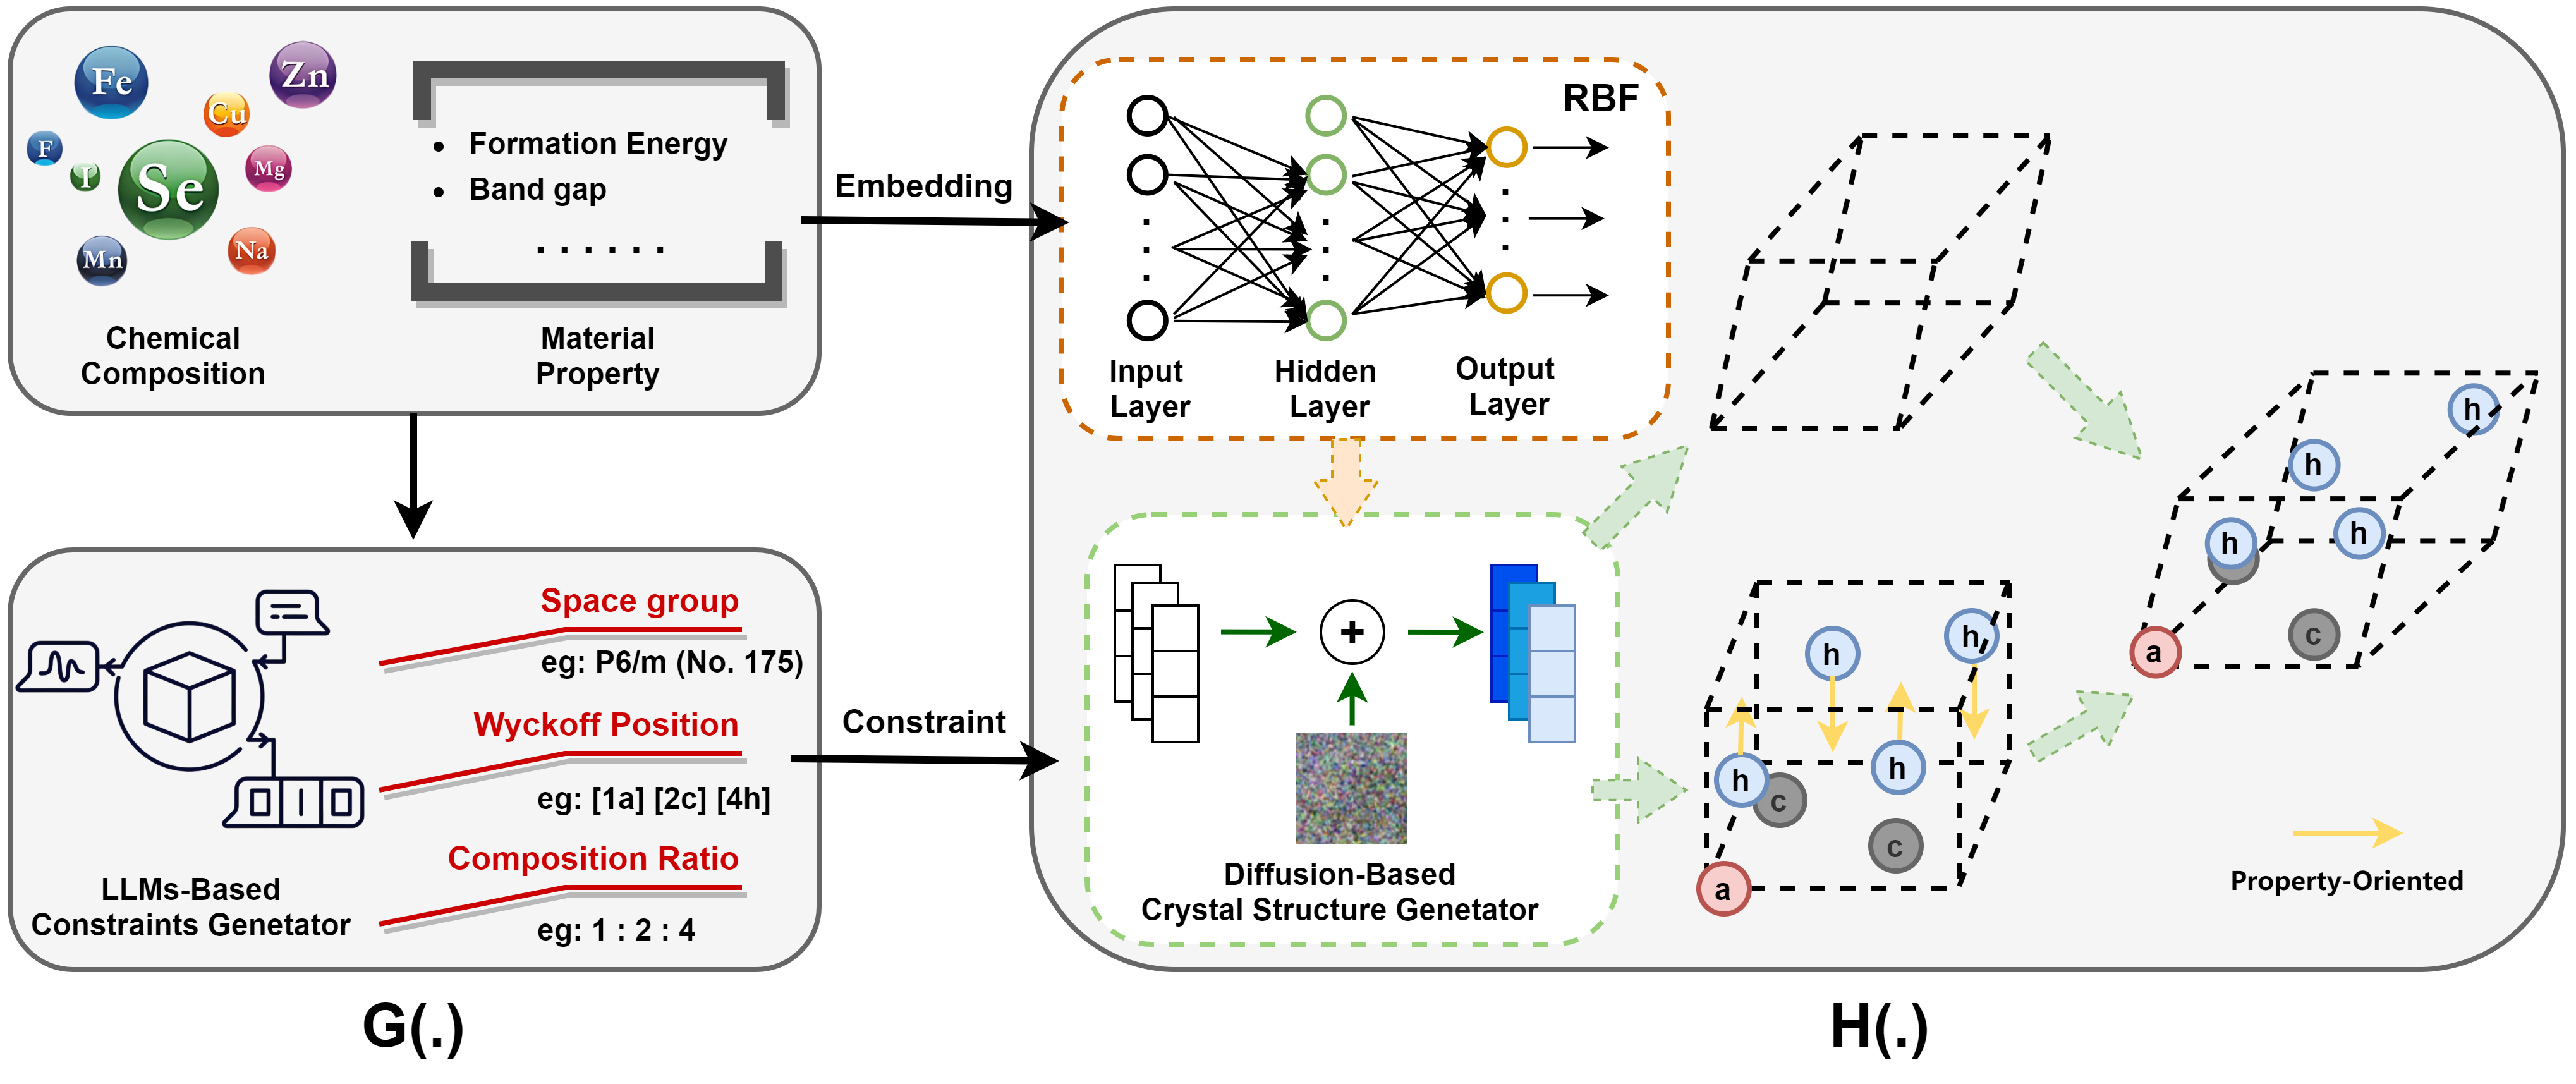 Fe
Zn
Cu
F
T
Se
Mg
Mn
Na
Chemical
Composition
• Formation Energy
• Band gap
. . . . . .
Material
Property
Embedding
RBF
Input
Layer
Hidden
Layer
Output
Layer
LLMs-Based
Constraints Genetator
Space group
eg: P6/m (No. 175)
Wyckoff Position
eg: [1a] [2c] [4h]
Composition Ratio
eg: 1 : 2 : 4
Constraint
+
Diffusion-Based
Crystal Structure Genetator
h
h
h
h
c
c
a
h
h
h
h
c
a
Property-Oriented
G(.)
H(.)